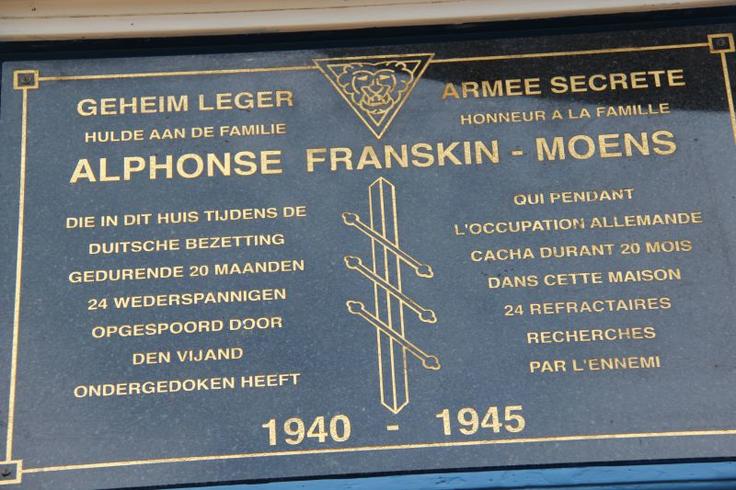 GEHEIM LEGER
HULDE AAN DE FAMILIE
ARMEE SECRETE
HONNEUR A LA FAMILLE
ALPHONSE FRANSKIN - MOENS
DIE IN DIT HUIS TIJDENS DE
DUITSCHE BEZETTING
GEDURENDE 20 MAANDEN
24 WEDERSPANNIGEN
OPGESPOORD DOOR
DEN VIJAND
ONDERGEDOKEN HEEFT
QUI PENDANT
L'OCCUPATION ALLEMANDE
CACHA DURANT 20 MOIS
DANS CETTE MAISON
24 REFRACTAIRES
RECHERCHES
PAR L'ENNEMI
1940 - 1945